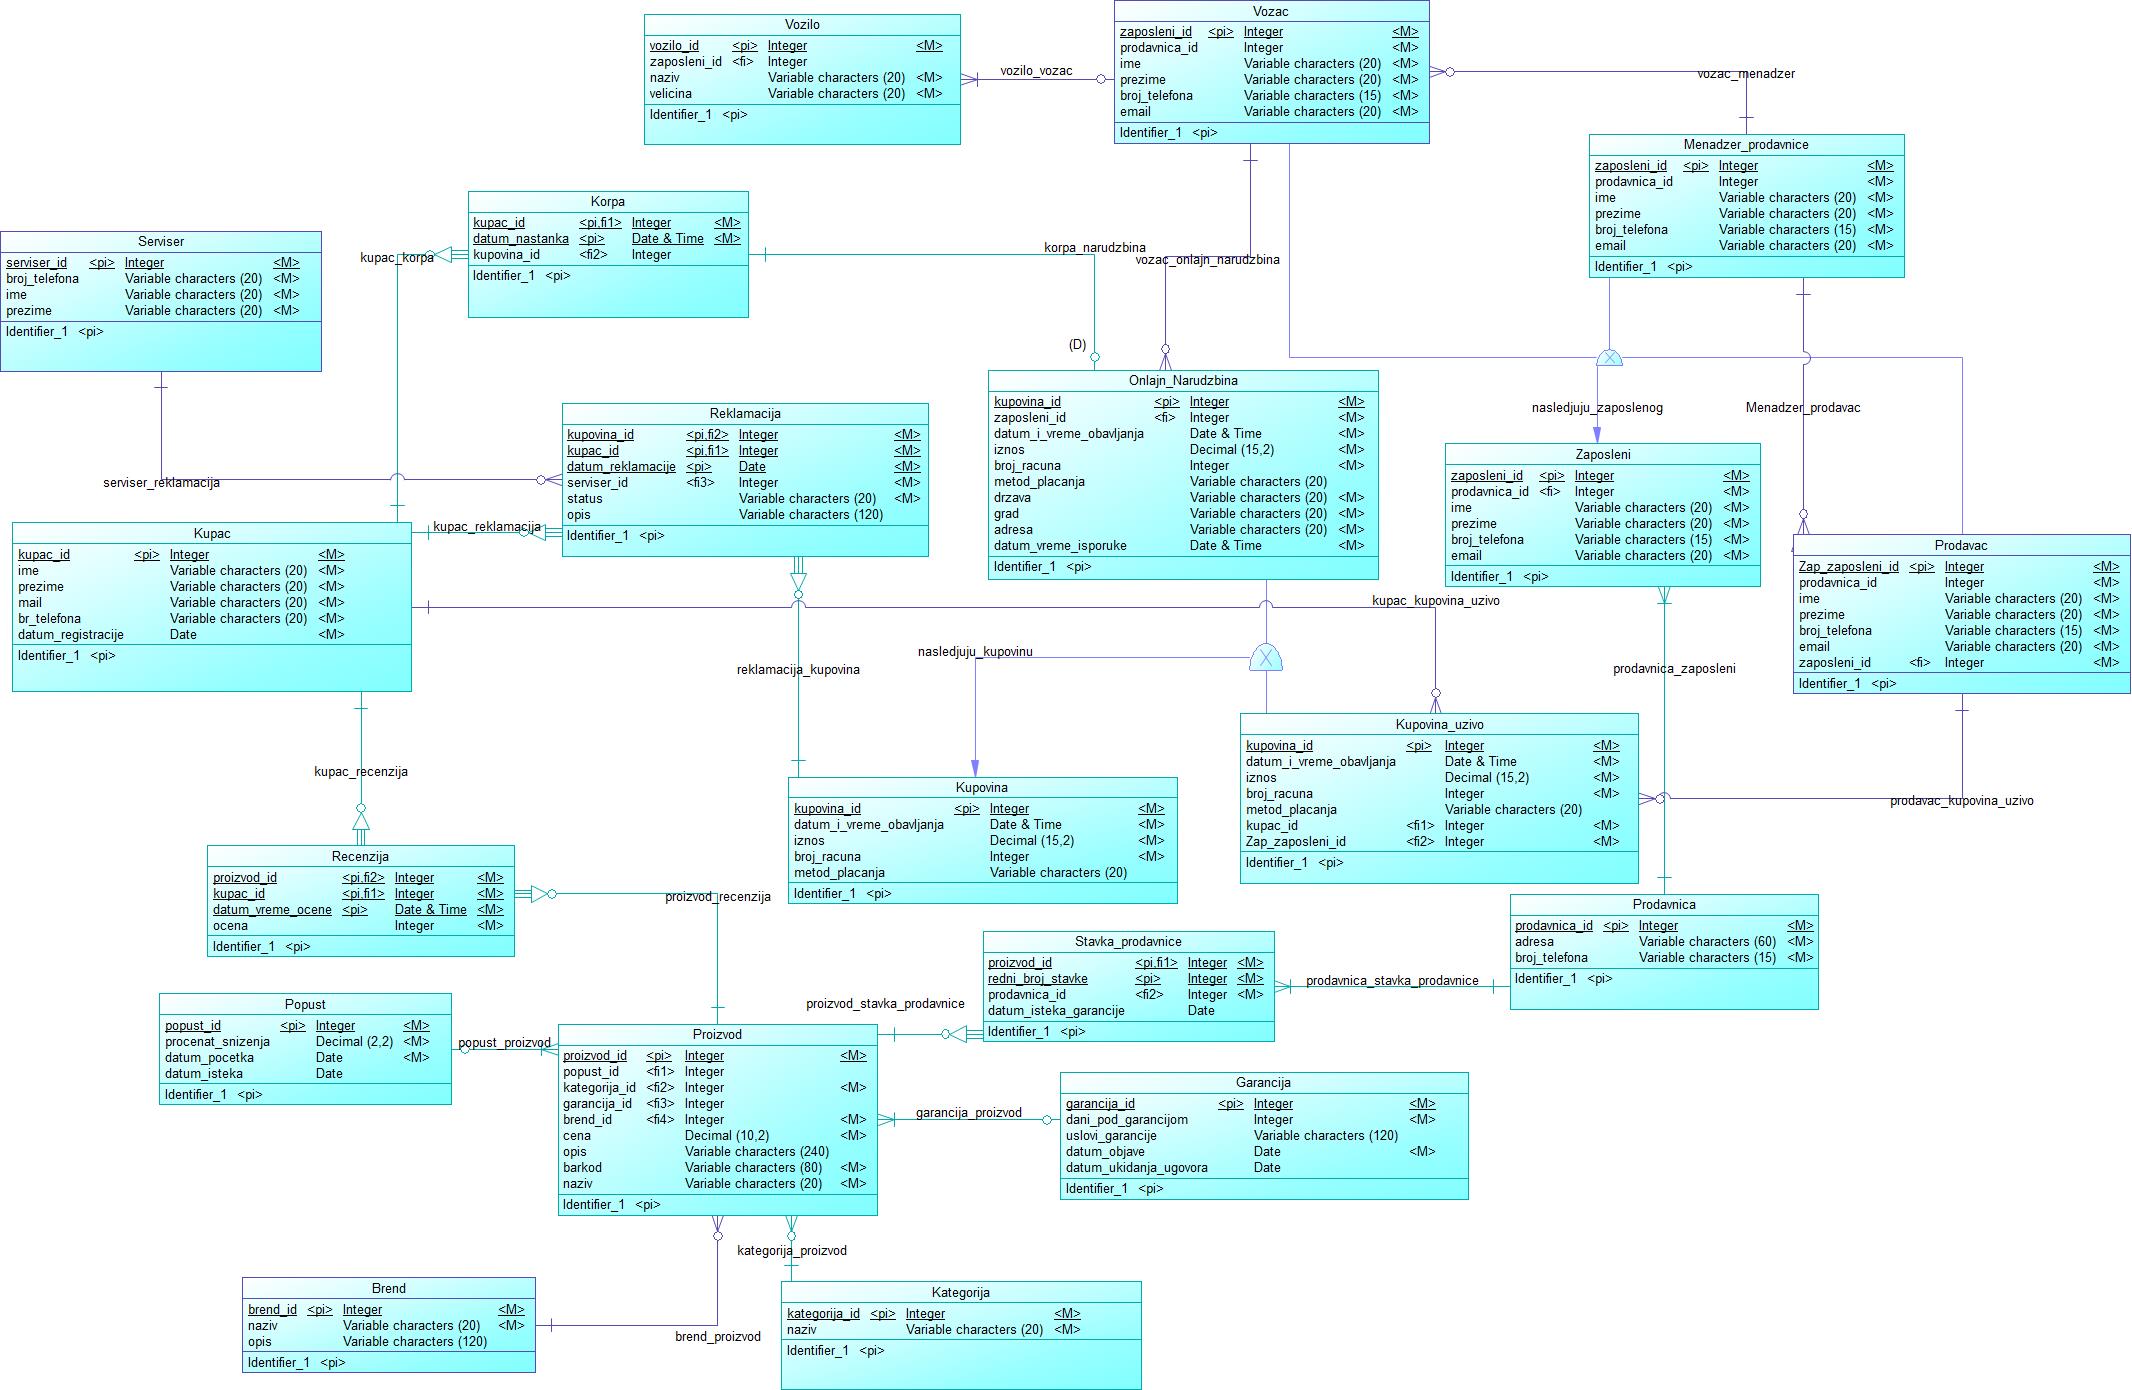 Vozilo
vozilo_id <pi> Integer <M>
zaposleni_id <fi> Integer
naziv Variable characters (20) <M>
velicina Variable characters (20) <M>
Identifier_1 <pi>
vozilo_vozac
Vozac
zaposleni_id <pi> Integer <M>
prodavnica_id Integer <M>
ime Variable characters (20) <M>
prezime Variable characters (20) <M>
broj_telefona Variable characters (15) <M>
email Variable characters (20) <M>
Identifier_1 <pi>
vozac_menadzer
Menadzer_prodavnice
zaposleni_id <pi> Integer <M>
prodavnica_id Integer <M>
ime Variable characters (20) <M>
prezime Variable characters (20) <M>
broj_telefona Variable characters (15) <M>
email Variable characters (20) <M>
Identifier_1 <pi>
Korpa
kupac_id <pi,fi1> Integer <M>
datum_nastanka <pi> Date & Time <M>
kupovina_id <fi2> Integer
Identifier_1 <pi>
Serviser
serviser_id <pi> Integer <M>
broj_telefona Variable characters (20) <M>
ime Variable characters (20) <M>
prezime Variable characters (20) <M>
Identifier_1 <pi>
kupac_korpa
korpa_narudzbina
vozac_onlajn_narudzbina
(D)
Onlajn_Narudzbina
kupovina_id <pi> Integer <M>
zaposleni_id <fi> Integer <M>
datum_i_vreme_obavljanja Date & Time <M>
iznos Decimal (15,2) <M>
broj_racuna Integer <M>
metod_placanja Variable characters (20)
drzava Variable characters (20) <M>
grad Variable characters (20) <M>
adresa Variable characters (20) <M>
datum_vreme_isporuke Date & Time <M>
Identifier_1 <pi>
Reklamacija
kupovina_id <pi,fi2> Integer <M>
kupac_id <pi,fi1> Integer <M>
datum_reklamacije <pi> Date <M>
serviser_id <fi3> Integer <M>
status Variable characters (20) <M>
opis Variable characters (120)
Identifier_1 <pi>
serviser_reklamacija
kupac_reklamacija
nasledjuju_zaposlenog
Menadzer_prodavac
Zaposleni
zaposleni_id <pi> Integer <M>
prodavnica_id <fi> Integer <M>
ime Variable characters (20) <M>
prezime Variable characters (20) <M>
broj_telefona Variable characters (15) <M>
email Variable characters (20) <M>
Identifier_1 <pi>
Kupac
kupac_id <pi> Integer <M>
ime Variable characters (20) <M>
prezime Variable characters (20) <M>
mail Variable characters (20) <M>
br_telefona Variable characters (20) <M>
datum_registracije Date <M>
Identifier_1 <pi>
Prodavac
Zap_zaposleni_id <pi> Integer <M>
prodavnica_id Integer <M>
ime Variable characters (20) <M>
prezime Variable characters (20) <M>
broj_telefona Variable characters (15) <M>
email Variable characters (20) <M>
zaposleni_id <fi> Integer <M>
Identifier_1 <pi>
kupac_kupovina_uzivo
nasledjuju_kupovinu
reklamacija_kupovina
prodavnica_zaposleni
Kupovina_uzivo
kupovina_id <pi> Integer <M>
datum_i_vreme_obavljanja Date & Time <M>
iznos Decimal (15,2) <M>
broj_racuna Integer <M>
metod_placanja Variable characters (20)
kupac_id <fi1> Integer <M>
Zap_zaposleni_id <fi2> Integer <M>
Identifier_1 <pi>
prodavac_kupovina_uzivo
kupac_recenzija
Kupovina
kupovina_id <pi> Integer <M>
datum_i_vreme_obavljanja Date & Time <M>
iznos Decimal (15,2) <M>
broj_racuna Integer <M>
metod_placanja Variable characters (20)
Identifier_1 <pi>
Recenzija
proizvod_id <pi,fi2> Integer <M>
kupac_id <pi,fi1> Integer <M>
datum_vreme_ocene <pi> Date & Time <M>
ocena Integer <M>
Identifier_1 <pi>
proizvod_recenzija
Prodavnica
prodavnica_id <pi> Integer <M>
adresa Variable characters (60) <M>
broj_telefona Variable characters (15) <M>
Identifier_1 <pi>
Stavka_prodavnice
proizvod_id <pi,fi1> Integer <M>
redni_broj_stavke <pi> Integer <M>
prodavnica_id <fi2> Integer <M>
datum_isteka_garancije Date
Identifier_1 <pi>
prodavnica_stavka_prodavnice
proizvod_stavka_prodavnice
Popust
popust_id <pi> Integer <M>
procenat_snizenja Decimal (2,2) <M>
datum_pocetka Date <M>
datum_isteka Date
Identifier_1 <pi>
popust_proizvod
Proizvod
proizvod_id <pi> Integer <M>
popust_id <fi1> Integer
kategorija_id <fi2> Integer <M>
garancija_id <fi3> Integer
brend_id <fi4> Integer <M>
cena Decimal (10,2) <M>
opis Variable characters (240)
barkod Variable characters (80) <M>
naziv Variable characters (20) <M>
Identifier_1 <pi>
garancija_proizvod
Garancija
garancija_id <pi> Integer <M>
dani_pod_garancijom Integer <M>
uslovi_garancije Variable characters (120)
datum_objave Date <M>
datum_ukidanja_ugovora Date
Identifier_1 <pi>
kategorija_proizvod
Brend
brend_id <pi> Integer <M>
naziv Variable characters (20) <M>
opis Variable characters (120)
Identifier_1 <pi>
brend_proizvod
Kategorija
kategorija_id <pi> Integer <M>
naziv Variable characters (20) <M>
Identifier_1 <pi>